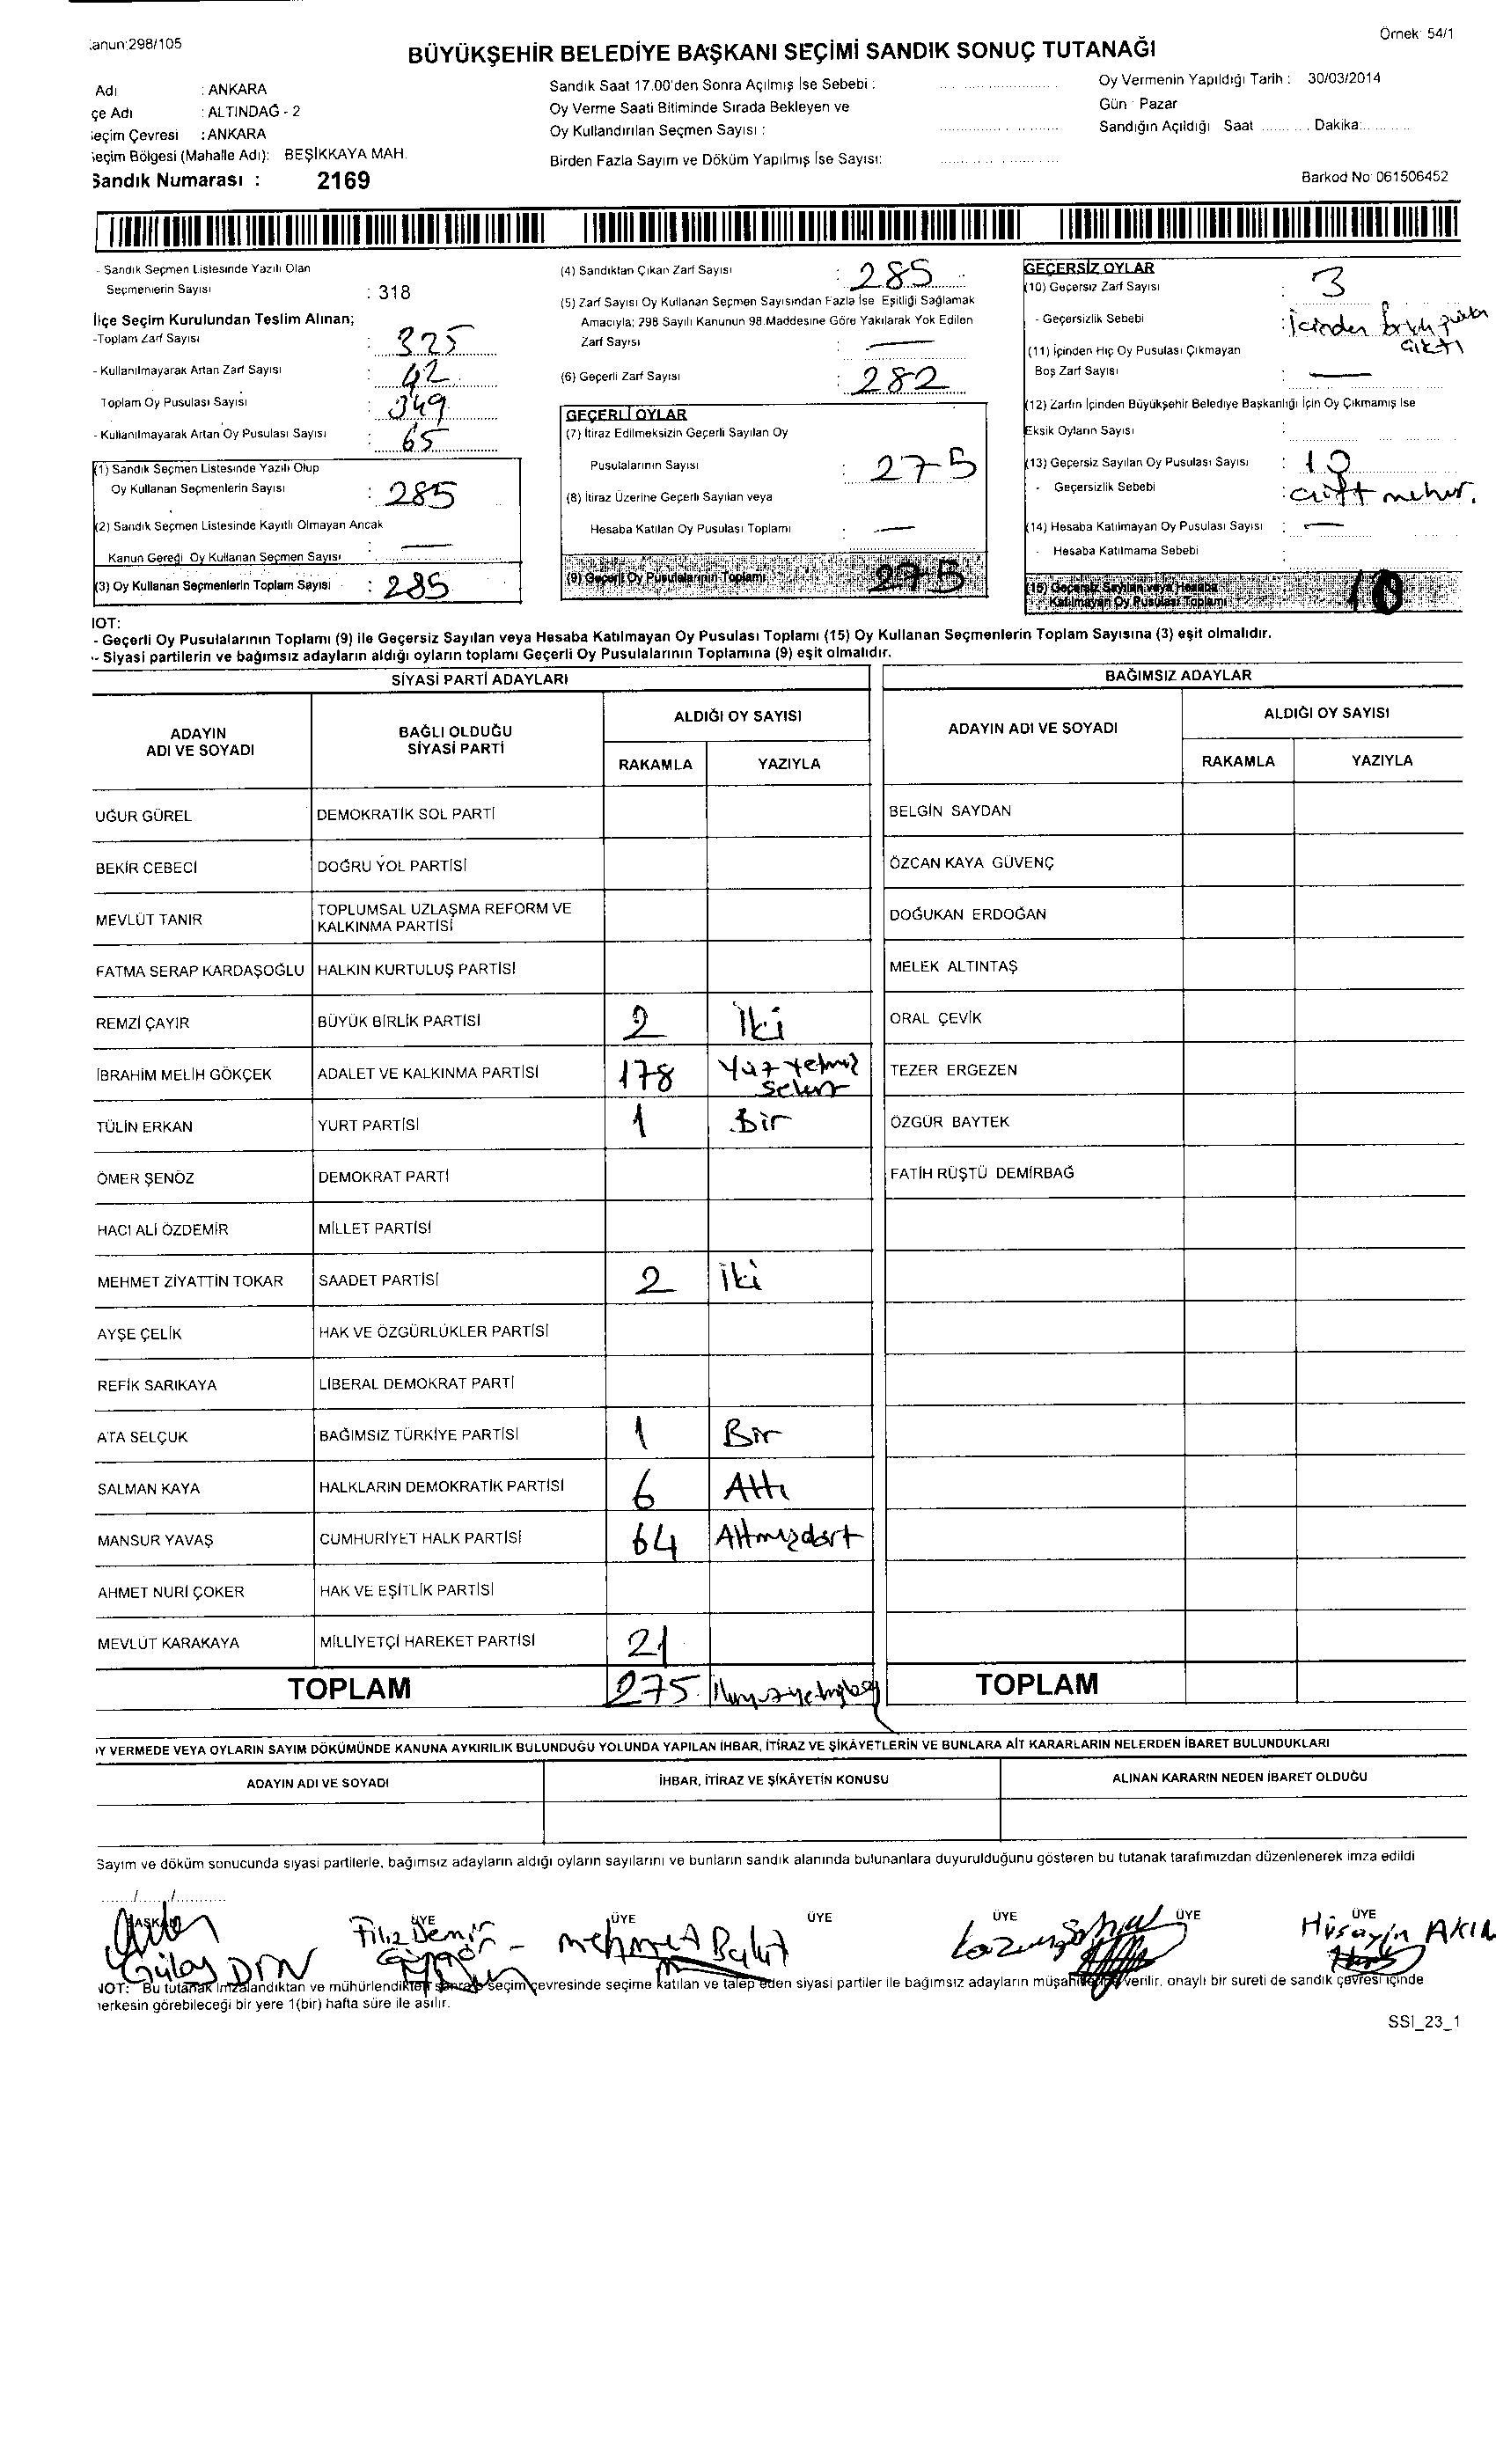 :anun:298/105
Örnek: 54/1
BÜYÜKŞEHİR BELEDİYE BAŞKANI SEÇİMİ SANDIK SONUÇ TUTANAĞI
Adı : ANKARA
çe Adı : ALTINDAĞ - 2
eçim Çevresi : ANKARA
eçim Bölgesi (Mahalle Adı): BEŞİKKAYA MAH.
Sandık Numarası : 2169
Sandık Saat 17.00'den Sonra Açılmış İse Sebebi :
Oy Verme Saati Bitiminde Sırada Bekleyen ve
Oy Kullandırılan Seçmen Sayısı :
Birden Fazla Sayım ve Döküm Yapılmış İse Sayısı:
Oy Vermenin Yapıldığı Tarih : 30/03/2014
Gün : Pazar
Sandığın Açıldığı Saat .......... Dakika:..........
Barkod No: 061506452
- Sandık Seçmen Listesinde Yazılı Olan
Seçmenlerin Sayısı : 318
İlçe Seçim Kurulundan Teslim Alınan;
-Toplam Zarf Sayısı : 325
- Kullanılmayarak Artan Zarf Sayısı : 42
Toplam Oy Pusulası Sayısı : 349
- Kullanılmayarak Artan Oy Pusulası Sayısı : 65
(1) Sandık Seçmen Listesinde Yazılı Olup
Oy Kullanan Seçmenlerin Sayısı : 285
(2) Sandık Seçmen Listesinde Kayıtlı Olmayan Ancak
Kanun Gereği Oy Kullanan Seçmen Sayısı : —
(3) Oy Kullanan Seçmenlerin Toplam Sayısı : 285
(4) Sandıktan Çıkan Zarf Sayısı : 285
(5) Zarf Sayısı Oy Kullanan Seçmen Sayısından Fazla İse Eşitliği Sağlamak
Amacıyla; 298 Sayılı Kanunun 98.Maddesine Göre Yakılarak Yok Edilen
Zarf Sayısı : —
(6) Geçerli Zarf Sayısı : 282
GEÇERLİ OYLAR
(7) İtiraz Edilmeksizin Geçerli Sayılan Oy
Pusulalarının Sayısı : 275
(8) İtiraz Üzerine Geçerli Sayılan veya
Hesaba Katılan Oy Pusulası Toplamı : —
(9) Geçerli Oy Pusulalarının Toplamı 275
GEÇERSİZ OYLAR
(10) Geçersiz Zarf Sayısı : 3
- Geçersizlik Sebebi : içinden
çıktı
(11) İçinden Hiç Oy Pusulası Çıkmayan
Boş Zarf Sayısı : —
(12) Zarfın İçinden Büyükşehir Belediye Başkanlığı İçin Oy Çıkmamış İse
Eksik Oyların Sayısı :
(13) Geçersiz Sayılan Oy Pusulası Sayısı : 10
- Geçersizlik Sebebi : çift mühür.
(14) Hesaba Katılmayan Oy Pusulası Sayısı : —
- Hesaba Katılmama Sebebi
(15) Geçersiz Sayılan veya Hesaba
Katılmayan Oy Pusulası Toplamı 10
IOT:
- Geçerli Oy Pusulalarının Toplamı (9) ile Geçersiz Sayılan veya Hesaba Katılmayan Oy Pusulası Toplamı (15) Oy Kullanan Seçmenlerin Toplam Sayısına (3) eşit olmalıdır.
- Siyasi partilerin ve bağımsız adayların aldığı oyların toplamı Geçerli Oy Pusulalarının Toplamına (9) eşit olmalıdır.
SİYASİ PARTİ ADAYLARI BAĞIMSIZ ADAYLAR
ADAYIN
ADI VE SOYADI
BAĞLI OLDUĞU
SİYASİ PARTİ
ALDIĞI OY SAYISI
RAKAMLA YAZIYLA
ADAYIN ADI VE SOYADI
ALDIĞI OY SAYISI
RAKAMLA YAZIYLA
UĞUR GÜREL DEMOKRATİK SOL PARTİ BELGİN SAYDAN
BEKİR CEBECİ DOĞRU YOL PARTİSİ ÖZCAN KAYA GÜVENÇ
MEVLÜT TANIR TOPLUMSAL UZLAŞMA REFORM VE
KALKINMA PARTİSİ DOĞUKAN ERDOĞAN
FATMA SERAP KARDAŞOĞLU HALKIN KURTULUŞ PARTİSİ MELEK ALTINTAŞ
REMZİ ÇAYIR BÜYÜK BİRLİK PARTİSİ 2 İki ORAL ÇEVİK
İBRAHİM MELİH GÖKÇEK ADALET VE KALKINMA PARTİSİ 178 Yüz yetmiş
sekiz TEZER ERGEZEN
TÜLİN ERKAN YURT PARTİSİ 1 Bir ÖZGÜR BAYTEK
ÖMER ŞENÖZ DEMOKRAT PARTİ FATİH RÜŞTÜ DEMİRBAĞ
HACI ALİ ÖZDEMİR MİLLET PARTİSİ
MEHMET ZİYATTİN TOKAR SAADET PARTİSİ 2 iki
AYŞE ÇELİK HAK VE ÖZGÜRLÜKLER PARTİSİ
REFİK SARIKAYA LİBERAL DEMOKRAT PARTİ
ATA SELÇUK BAĞIMSIZ TÜRKİYE PARTİSİ 1 Bir
SALMAN KAYA HALKLARIN DEMOKRATİK PARTİSİ 6 Altı
MANSUR YAVAŞ CUMHURİYET HALK PARTİSİ 64 Altmışdört
AHMET NURİ ÇOKER HAK VE EŞİTLİK PARTİSİ
MEVLÜT KARAKAYA MİLLİYETÇİ HAREKET PARTİSİ 21
TOPLAM 275 İkiyüzyetmişbeş TOPLAM
Y VERMEDE VEYA OYLARIN SAYIM DÖKÜMÜNDE KANUNA AYKIRILIK BULUNDUĞU YOLUNDA YAPILAN İHBAR, İTİRAZ VE ŞİKÂYETLERİN VE BUNLARA AİT KARARLARIN NELERDEN İBARET BULUNDUKLARI
ADAYIN ADI VE SOYADI İHBAR, İTİRAZ VE ŞİKÂYETİN KONUSU ALINAN KARARIN NEDEN İBARET OLDUĞU
Sayım ve döküm sonucunda siyasi partilerle, bağımsız adayların aldığı oyların sayılarını ve bunların sandık alanında bulunanlara duyurulduğunu gösteren bu tutanak tarafımızdan düzenlenerek imza edildi
....../....../............
BAŞKAN ÜYE ÜYE ÜYE ÜYE ÜYE ÜYE
Gülay Filiz Demir Mehmet Hüseyin AKIN
NOT: Bu tutanak imzalandıktan ve mühürlendikten sonra seçim çevresinde seçime katılan ve talep eden siyasi partiler ile bağımsız adayların müşahitlerine verilir, onaylı bir sureti de sandık çevresi içinde
herkesin görebileceği bir yere 1(bir) hafta süre ile asılır.
SSI_23_1